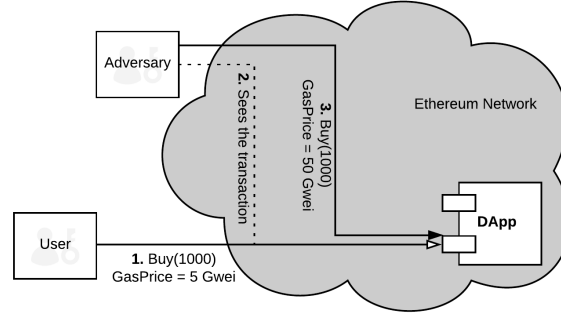 Adversary
2. Sees the transaction
3. Buy(1000)
GasPrice = 50 Gwei
Ethereum Network
DApp
User
1. Buy(1000)
GasPrice = 5 Gwei